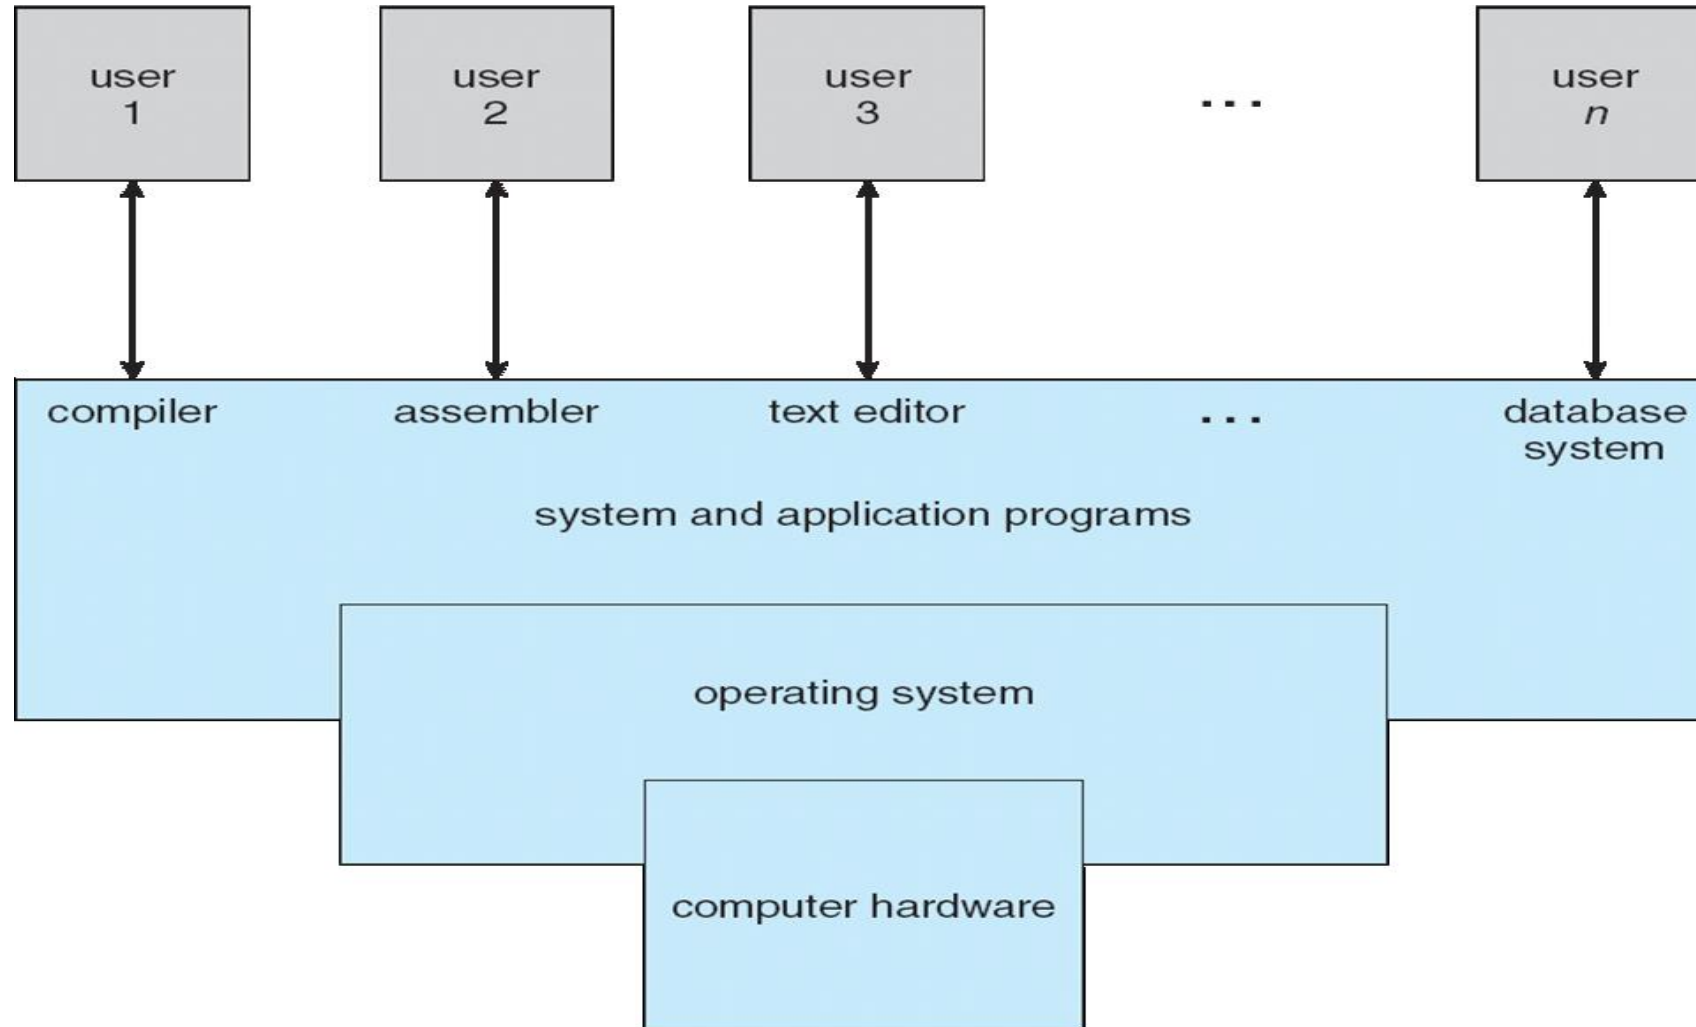 user
1
user
2
user
3
...
user
n
compiler
assembler
text editor
...
database
system
system and application programs
operating system
computer hardware